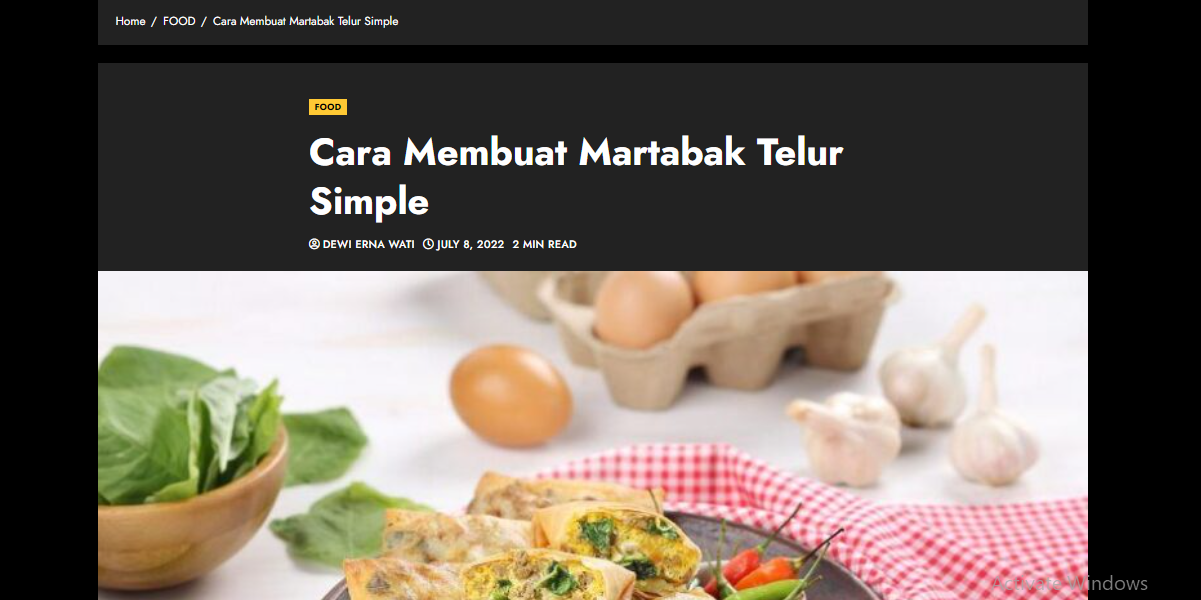 Home / FOOD / Cara Membuat Martabak Telur Simple
FOOD
Cara Membuat Martabak Telur
Simple
DEWI ERNA WATI JULY 8, 2022 2 MIN READ
Activate Windows